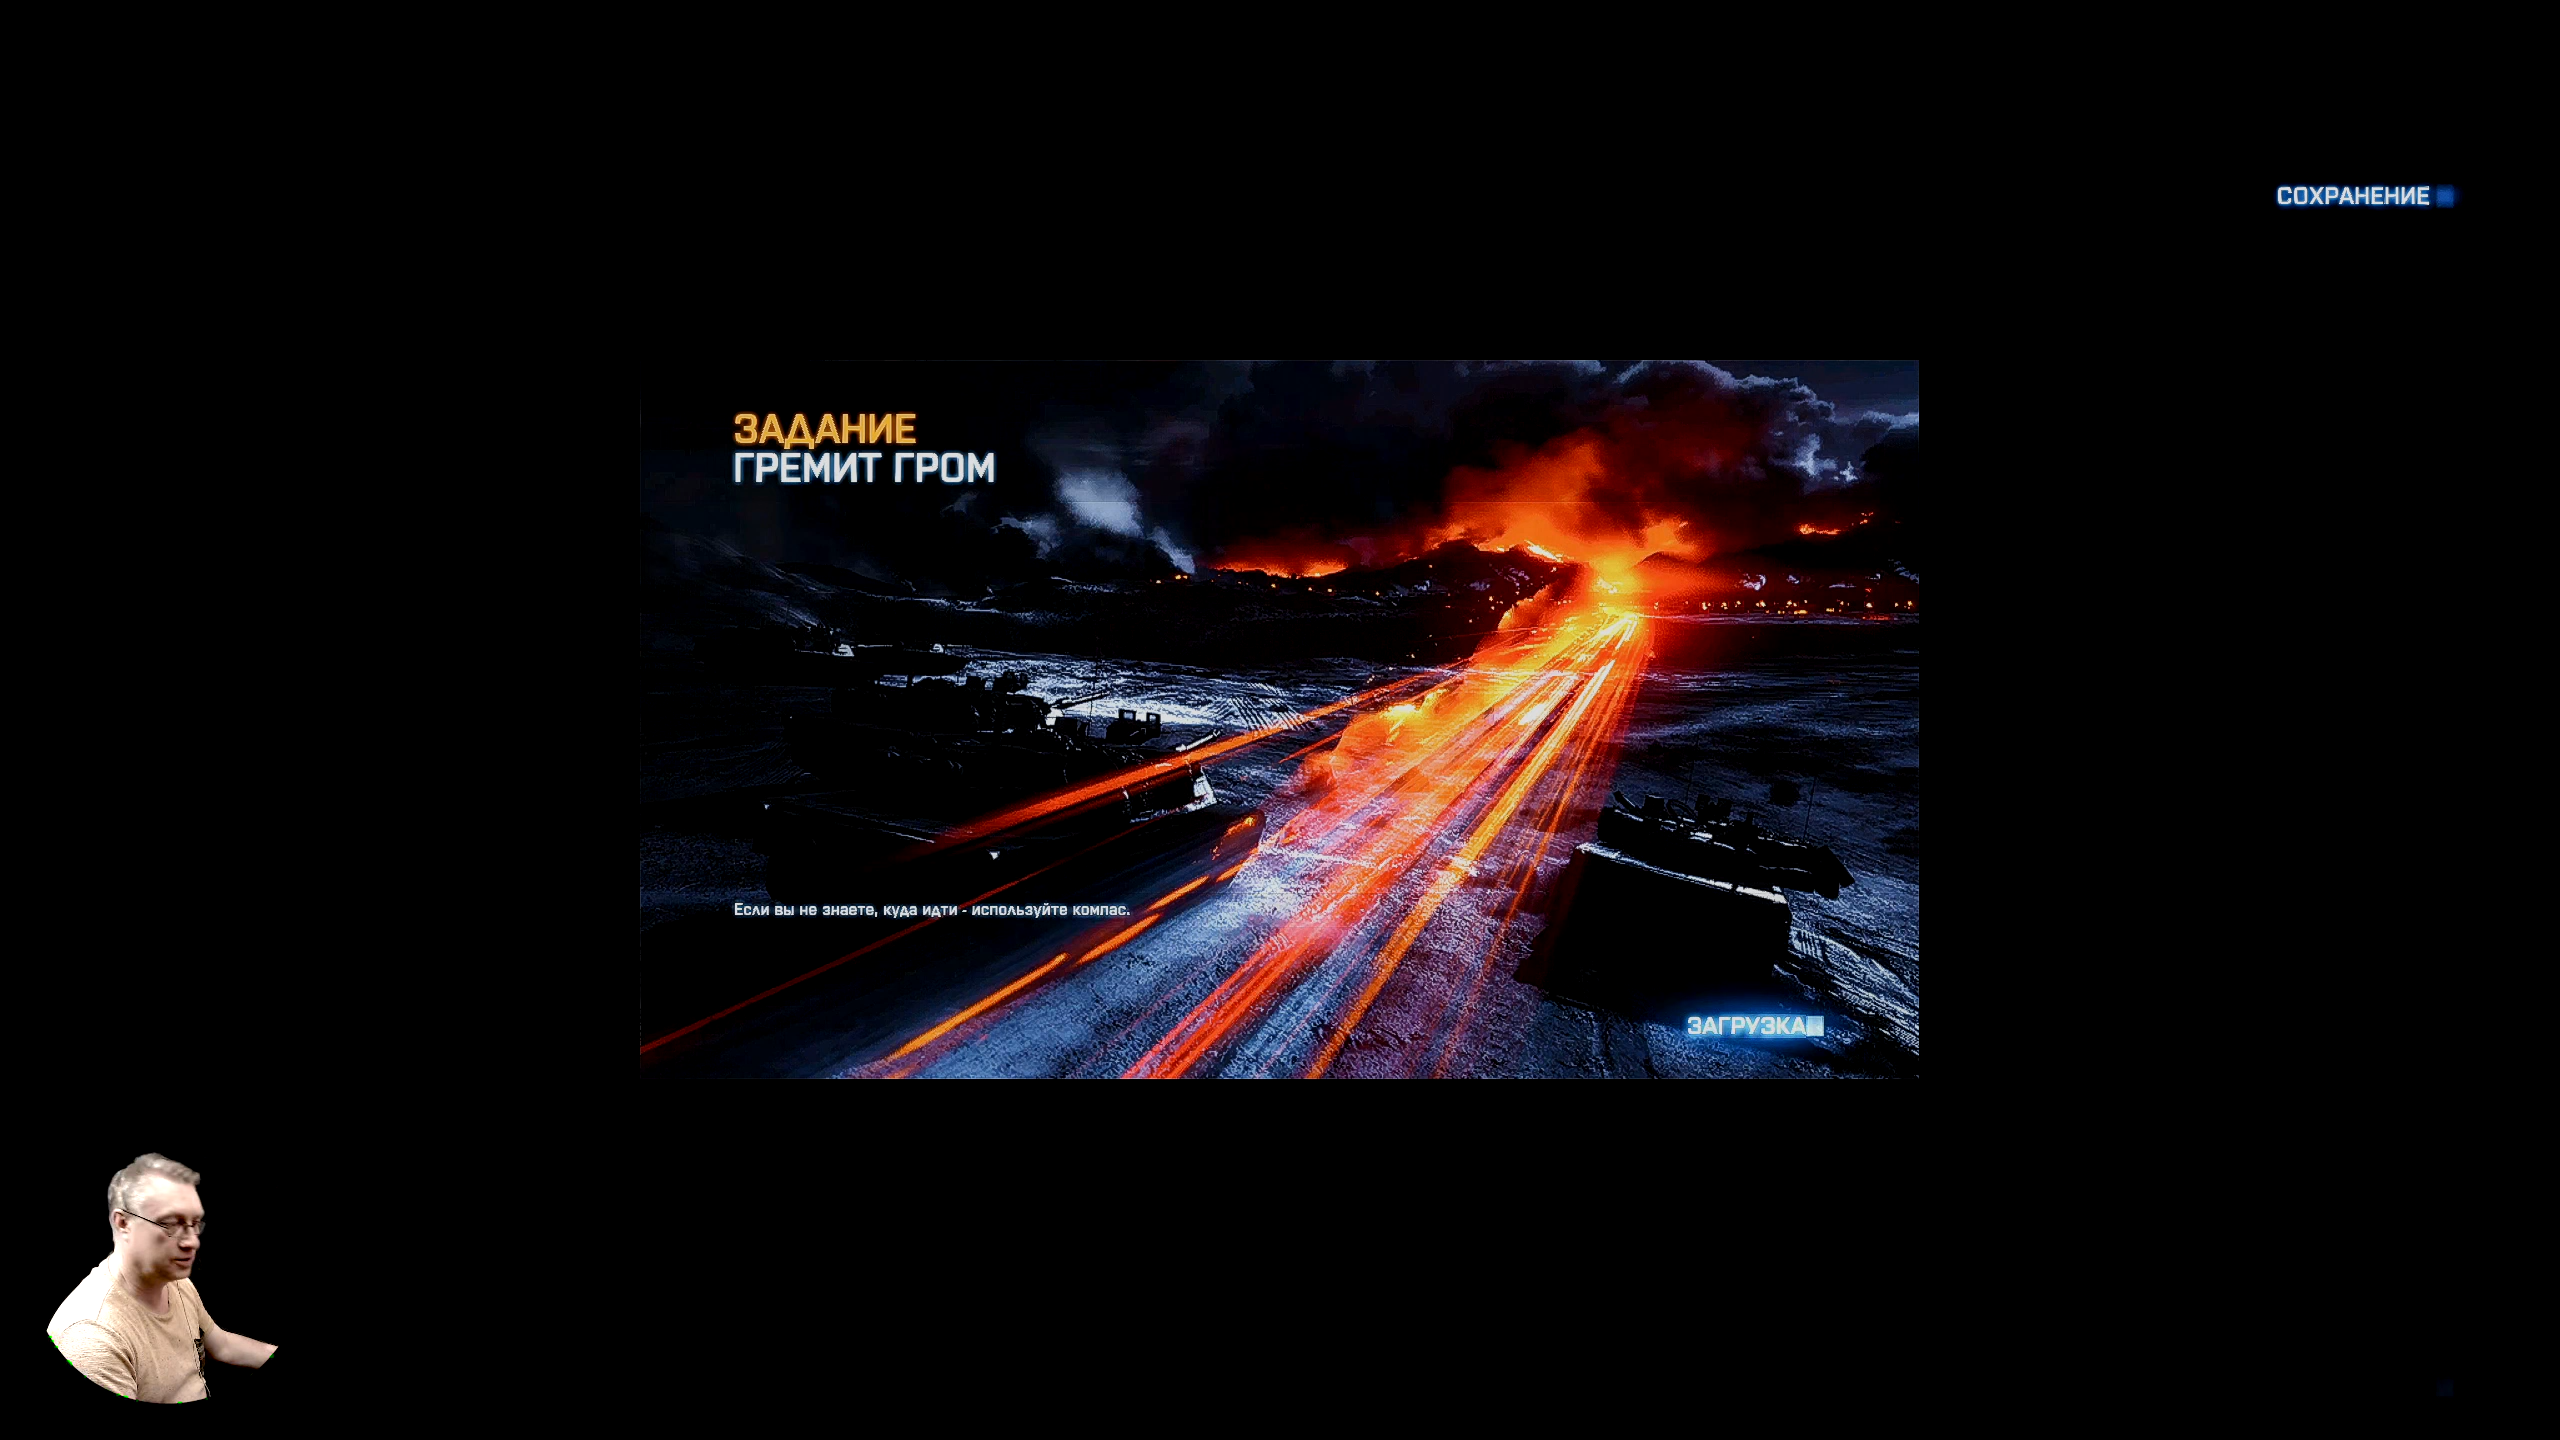 СОХРАНЕНИЕ
ЗАДАНИЕ
ГРЕМИТ ГРОМ
Если вы не знаете, куда идти - используйте компас.
ЗАГРУЗКА